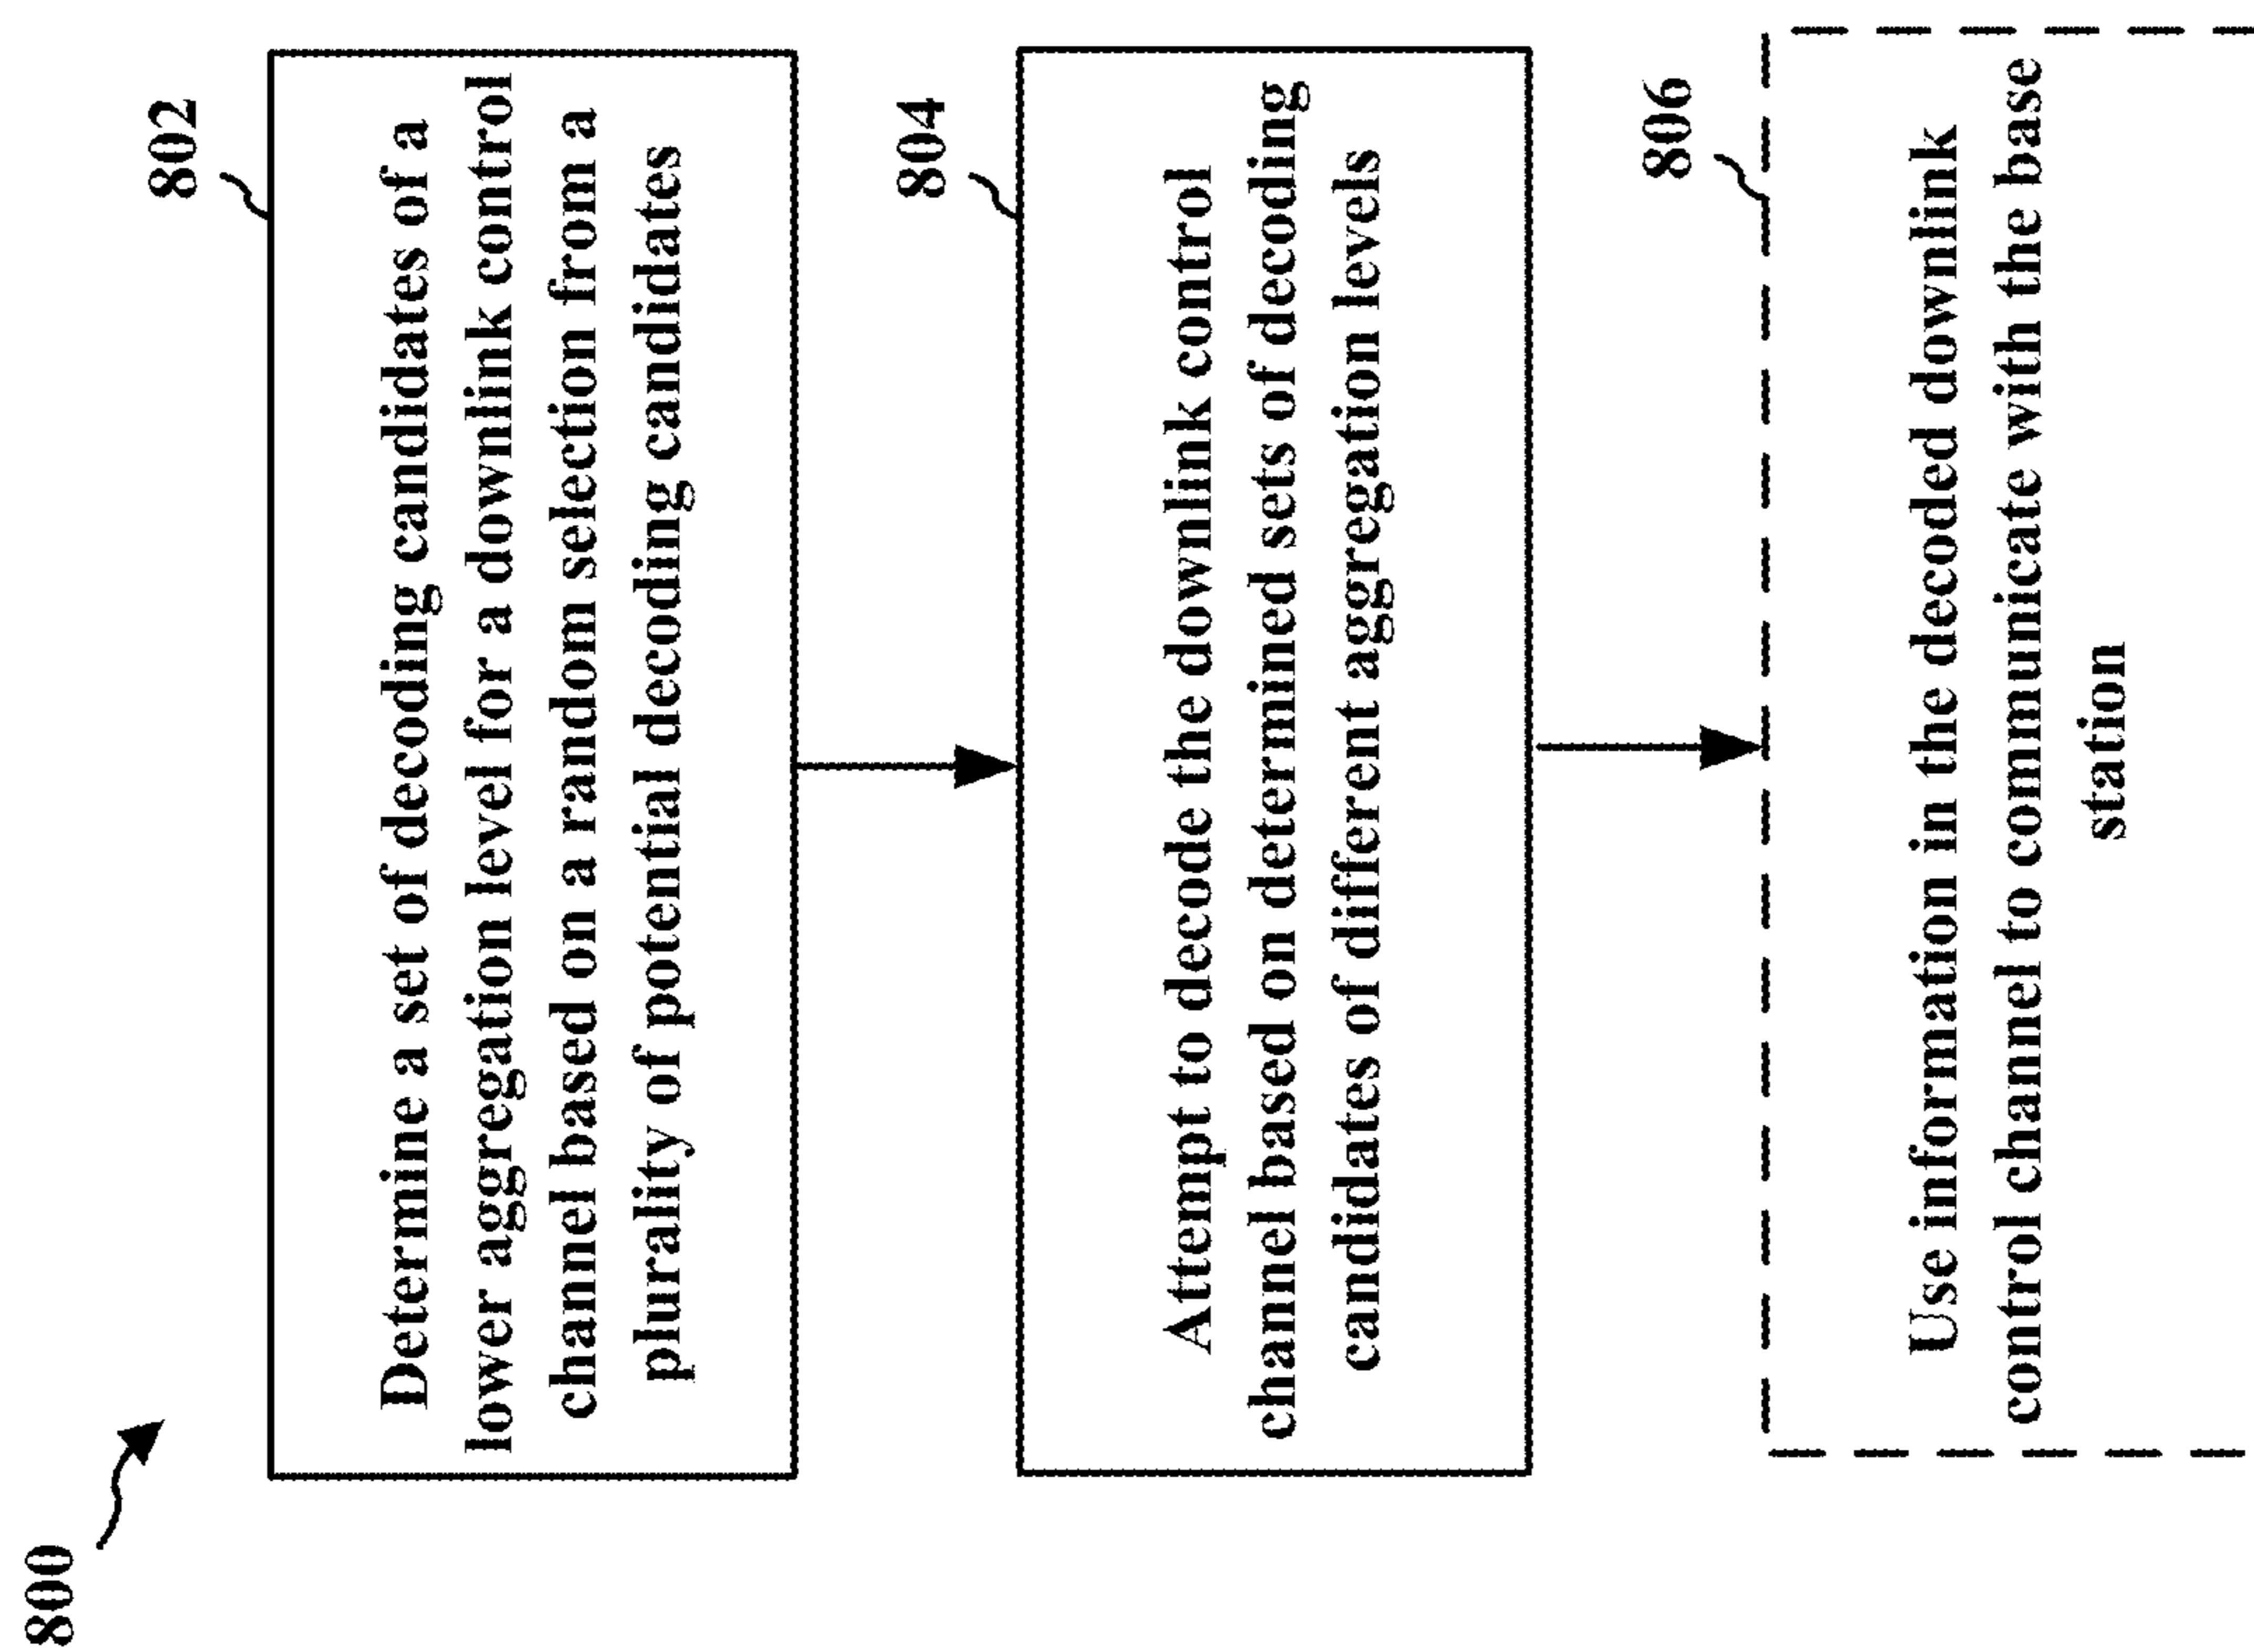 800
802
Determine a set of decoding candidates of a
lower aggregation level for a downlink control
channel based on a random selection from a
plurality of potential decoding candidates
804
Attempt to decode the downlink control
channel based on determined sets of decoding
candidates of different aggregation levels
806
Use information in the decoded downlink
control channel to communicate with the base
station